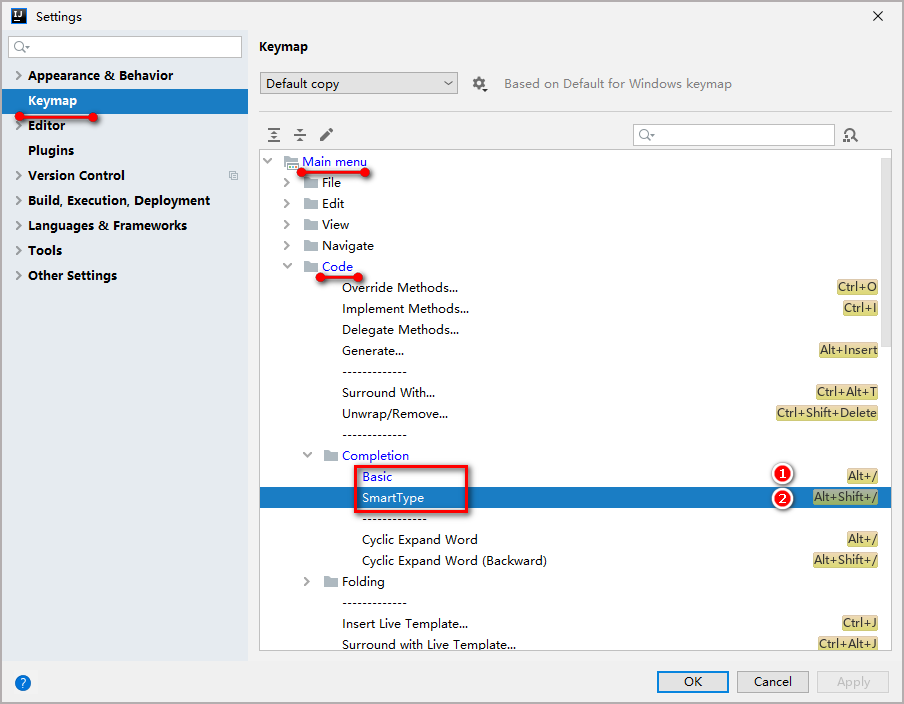 Settings
Keymap
Appearance & Behavior
Keymap
Editor
Plugins
Version Control
Build, Execution, Deployment
Languages & Frameworks
Tools
Other Settings
Default copy
Based on Default for Windows keymap
Main menu
File
Edit
View
Navigate
Code
Override Methods... Ctrl+O
Implement Methods... Ctrl+I
Delegate Methods...
Generate... Alt+Insert
-------------
Surround With... Ctrl+Alt+T
Unwrap/Remove... Ctrl+Shift+Delete
-------------
Completion
Basic 1 Alt+/
SmartType 2 Alt+Shift+/
-------------
Cyclic Expand Word Alt+/
Cyclic Expand Word (Backward) Alt+Shift+/
Folding
-------------
Insert Live Template... Ctrl+J
Surround with Live Template... Ctrl+Alt+J
?
OK
Cancel
Apply